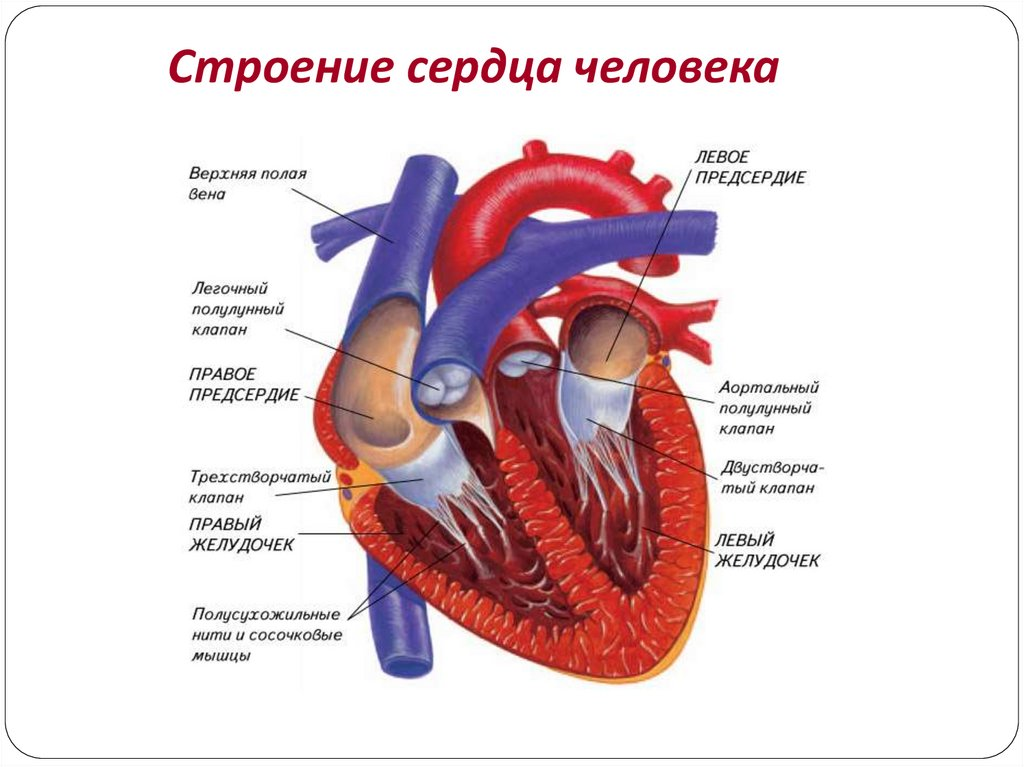 Строение сердца человека
Верхняя полая
вена
Легочный
полулунный
клапан
ПРАВОЕ
ПРЕДСЕРДИЕ
Трехстворчатый
клапан
ПРАВЫЙ
ЖЕЛУДОЧЕК
Полусухожильные
нити и сосочковые
мышцы
ЛЕВОЕ
ПРЕДСЕРДИЕ
Аортальный
полулунный
клапан
Двустворча-
тый клапан
ЛЕВЫЙ
ЖЕЛУДОЧЕК